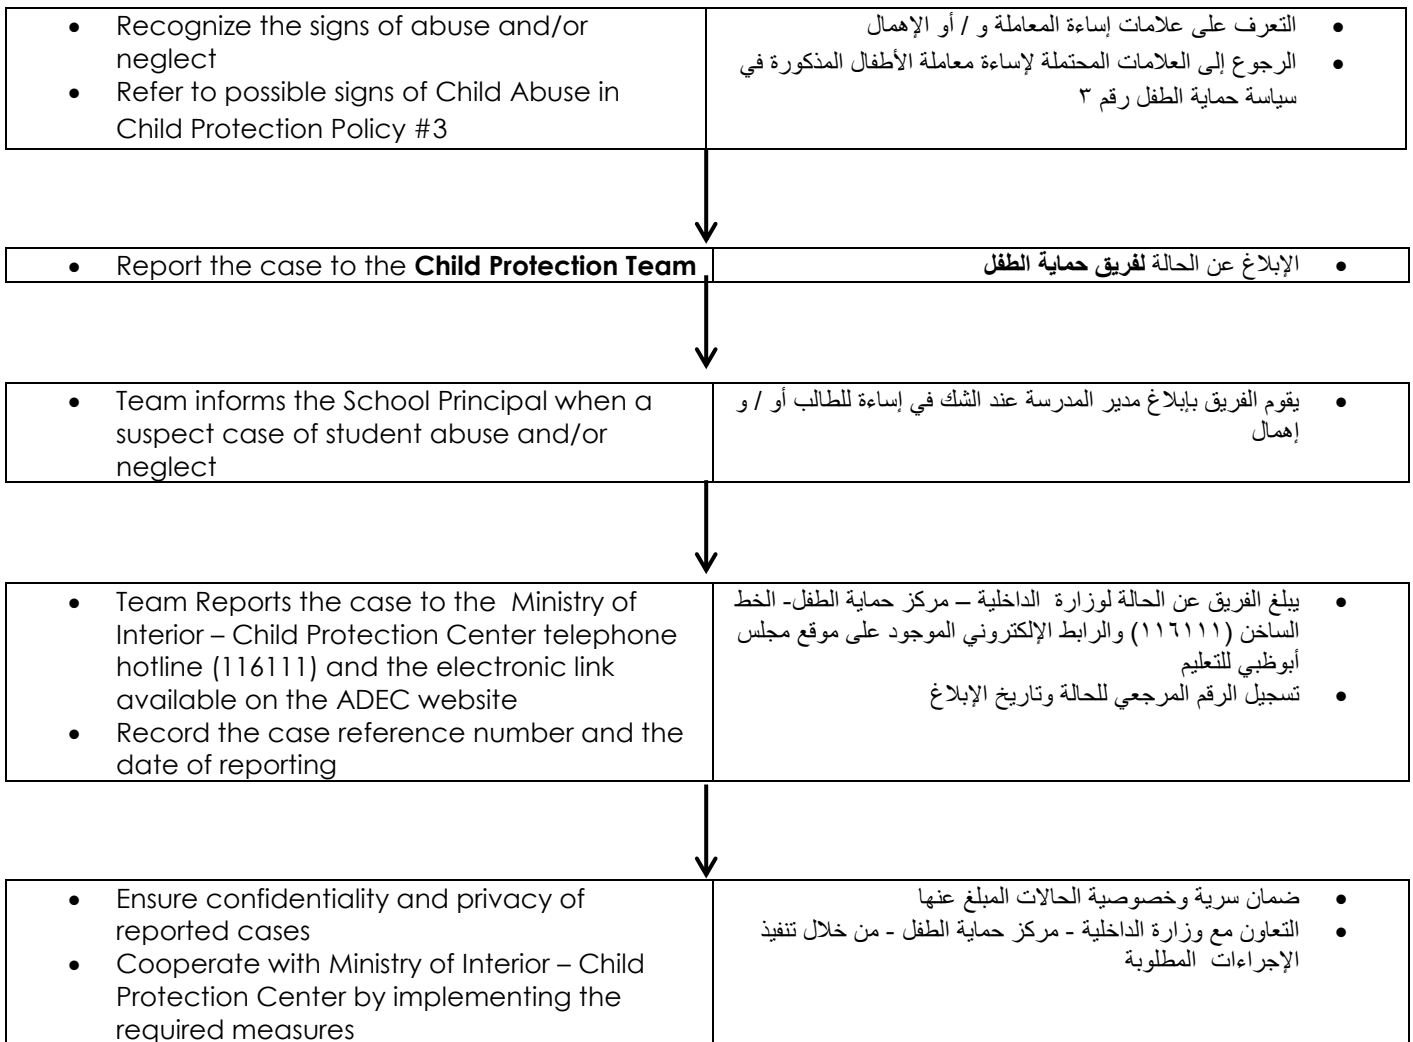 • Recognize the signs of abuse and/or
neglect
• Refer to possible signs of Child Abuse in
Child Protection Policy #3
• التعرف على علامات إساءة المعاملة و / أو الإهمال
• الرجوع إلى العلامات المحتملة لإساءة معاملة الأطفال المذكورة في
سياسة حماية الطفل رقم ٣
• Report the case to the Child Protection Team
• الإبلاغ عن الحالة لفريق حماية الطفل
• Team informs the School Principal when a
suspect case of student abuse and/or
neglect
• يقوم الفريق بإبلاغ مدير المدرسة عند الشك في إساءة للطالب أو / و
إهمال
• Team Reports the case to the Ministry of
Interior – Child Protection Center telephone
hotline (116111) and the electronic link
available on the ADEC website
• Record the case reference number and the
date of reporting
• يبلغ الفريق عن الحالة لوزارة الداخلية – مركز حماية الطفل- الخط
الساخن (١١٦١١١) والرابط الإلكتروني الموجود على موقع مجلس
أبوظبي للتعليم
• تسجيل الرقم المرجعي للحالة وتاريخ الإبلاغ
• Ensure confidentiality and privacy of
reported cases
• Cooperate with Ministry of Interior – Child
Protection Center by implementing the
required measures
• ضمان سرية وخصوصية الحالات المبلغ عنها
• التعاون مع وزارة الداخلية - مركز حماية الطفل - من خلال تنفيذ
الإجراءات المطلوبة